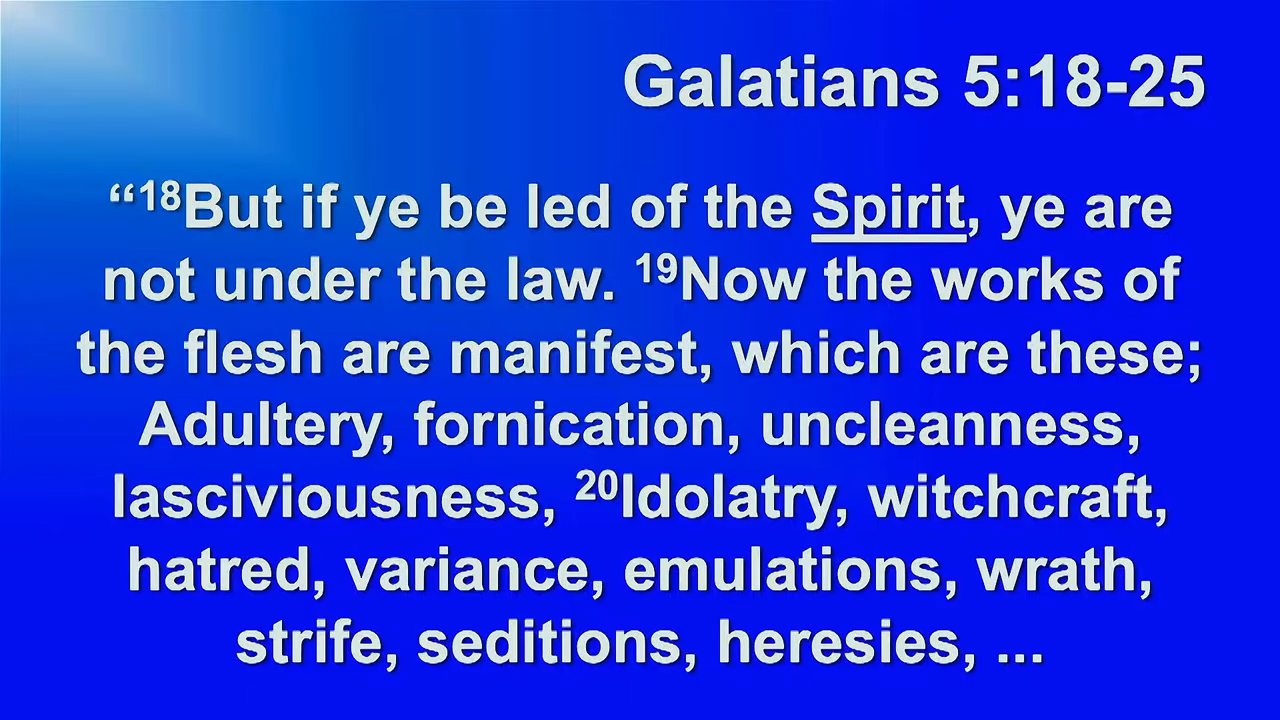 Galatians 5:18-25
“18But if ye be led of the Spirit, ye are
not under the law. 19Now the works of
the flesh are manifest, which are these;
Adultery, fornication, uncleanness,
lasciviousness, 20Idolatry, witchcraft,
hatred, variance, emulations, wrath,
strife, seditions, heresies, ...